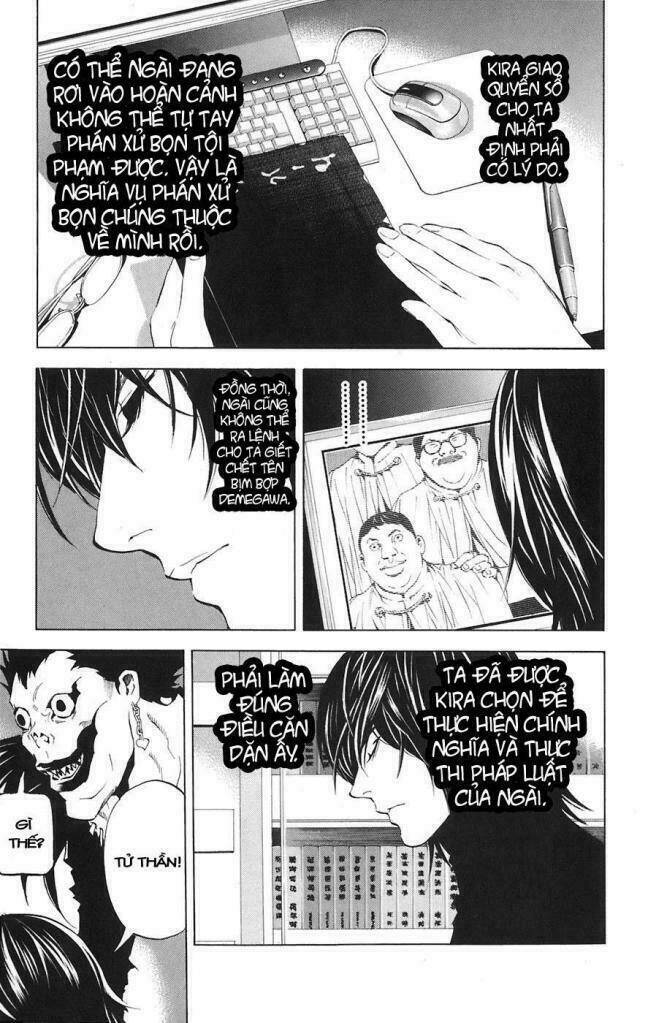 KIRA GIAO
QUYỂN SỔ
CHO TA
NHẤT
ĐỊNH PHẢI
CÓ LÝ DO.
CÓ THỂ NGÀI ĐANG
RƠI VÀO HOÀN CẢNH
KHÔNG THỂ TỰ TAY
PHÁN XỬ BỌN TỘI
PHẠM ĐƯỢC. VẬY LÀ
NGHĨA VỤ PHÁN XỬ
BỌN CHÚNG THUỘC
VỀ MÌNH RỒI.
ĐỒNG THỜI,
NGÀI CŨNG
KHÔNG THỂ
RA LỆNH
CHO TA GIẾT
CHẾT TÊN
BỊM BỢP
DEMEGAWA.
TA ĐÃ ĐƯỢC
KIRA CHỌN ĐỂ
THỰC HIỆN CHÍNH
NGHĨA VÀ THỰC
THI PHÁP LUẬT
CỦA NGÀI.
PHẢI LÀM
ĐÚNG
ĐIỀU CĂN
DẶN ẤY.
TỬ THẦN!
GÌ
THẾ?